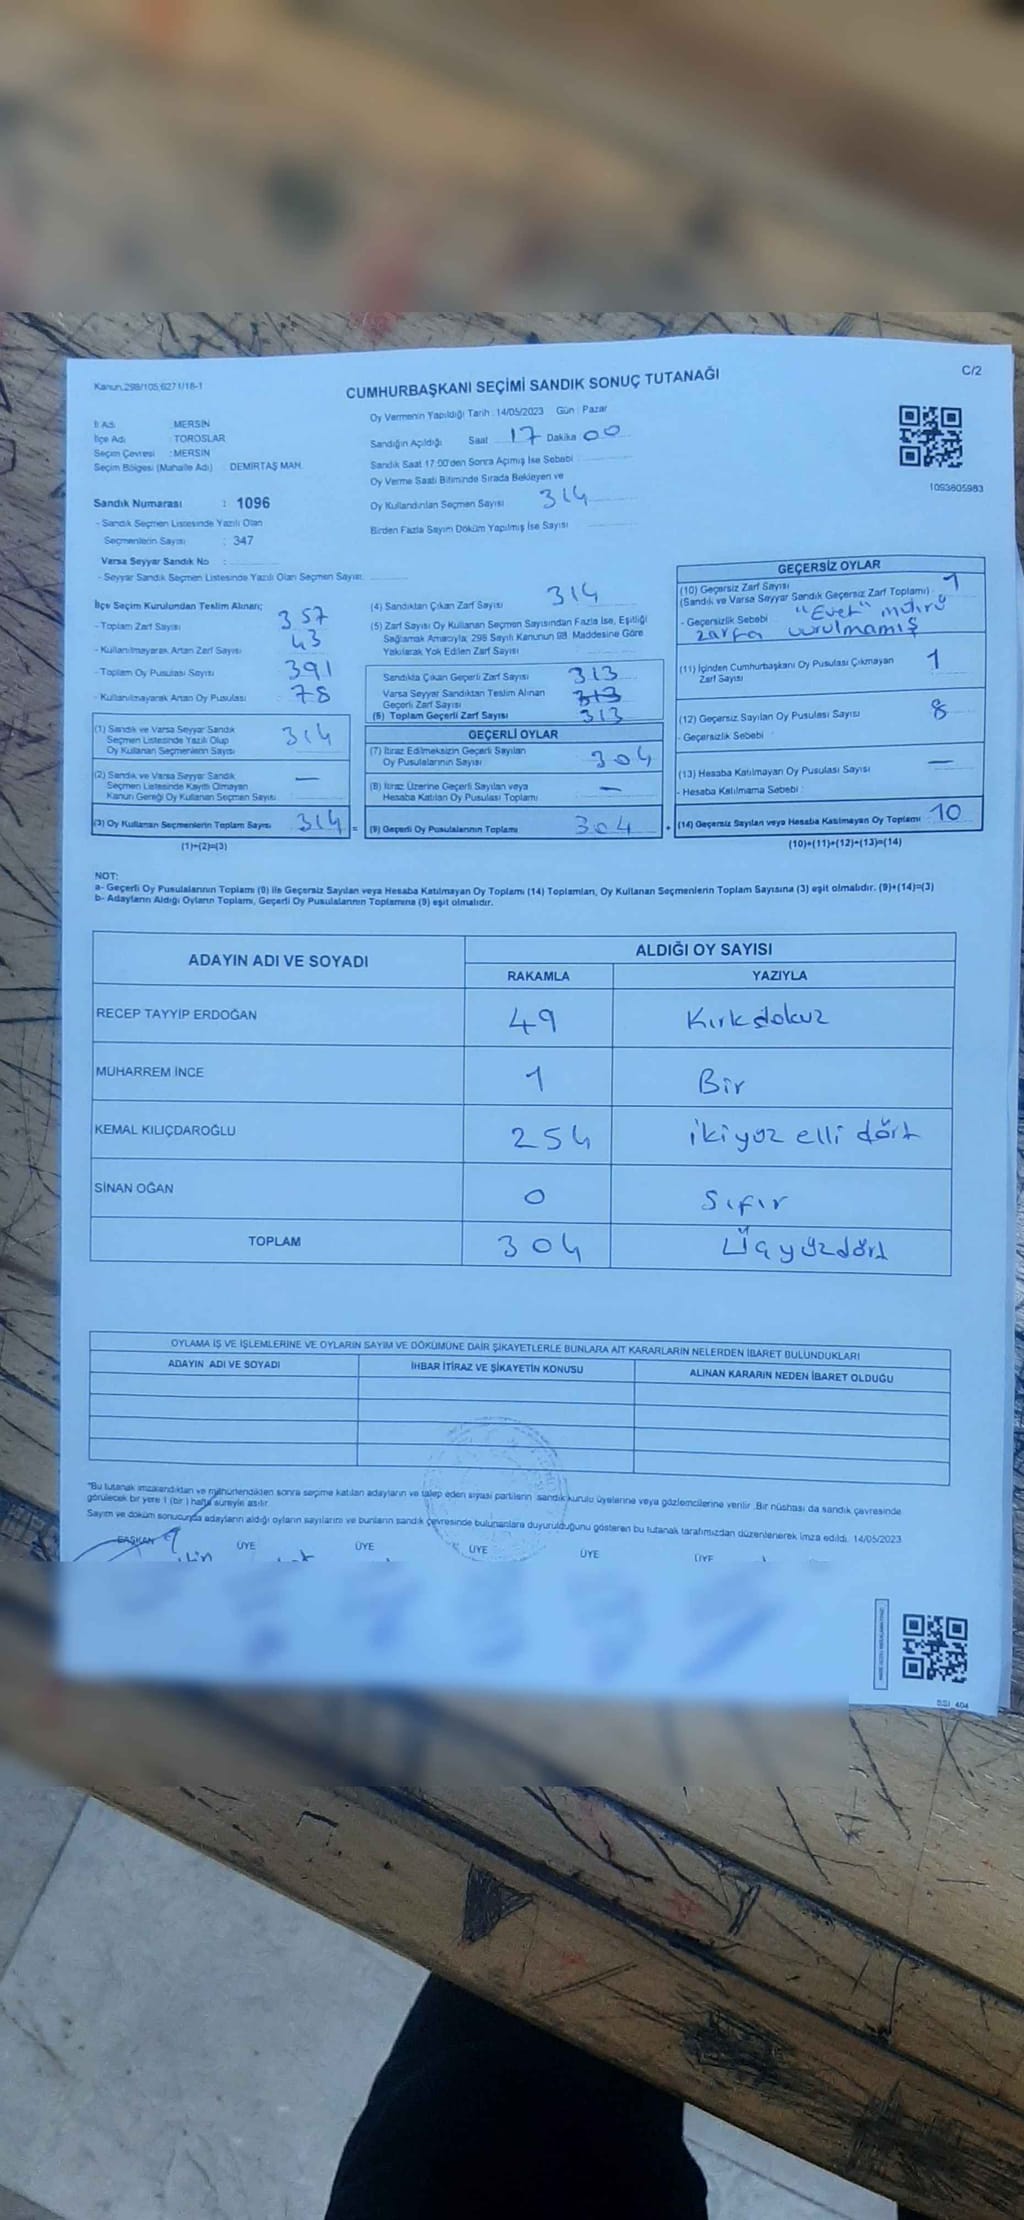 Kanun.298/105,6271/18-1
CUMHURBAŞKANI SEÇİMİ SANDIK SONUÇ TUTANAĞI
C/2
İl Adı : MERSİN
İlçe Adı : TOROSLAR
Seçim Çevresi : MERSİN
Seçim Bölgesi (Mahalle Adı) : DEMİRTAŞ MAH.
Oy Vermenin Yapıldığı Tarih : 14/05/2023 Gün : Pazar
Sandığın Açıldığı Saat 17 Dakika 00
Sandık Saat 17:00'den Sonra Açmış İse Sebebi
Oy Verme Saati Bitiminde Sırada Bekleyen ve
Oy Kullandırılan Seçmen Sayısı 314
Birden Fazla Sayım Döküm Yapılmış İse Sayısı
1053805983
Sandık Numarası : 1096
- Sandık Seçmen Listesinde Yazılı Olan
Seçmenlerin Sayısı : 347
Varsa Seyyar Sandık No :
- Seyyar Sandık Seçmen Listesinde Yazılı Olan Seçmen Sayısı:
İlçe Seçim Kurulundan Teslim Alınan;
- Toplam Zarf Sayısı 357
- Kullanılmayarak Artan Zarf Sayısı 43
- Toplam Oy Pusulası Sayısı 391
- Kullanılmayarak Artan Oy Pusulası : 78
(1) Sandık ve Varsa Seyyar Sandık
Seçmen Listesinde Yazılı Olup
Oy Kullanan Seçmenlerin Sayısı 314
(2) Sandık ve Varsa Seyyar Sandık
Seçmen Listesinde Kayıtlı Olmayan
Kanun Gereği Oy Kullanan Seçmen Sayısı —
(3) Oy Kullanan Seçmenlerin Toplam Sayısı 314 =
(1)+(2)=(3)
(4) Sandıktan Çıkan Zarf Sayısı 314
(5) Zarf Sayısı Oy Kullanan Seçmen Sayısından Fazla İse, Eşitliği
Sağlamak Amacıyla; 298 Sayılı Kanunun 98. Maddesine Göre
Yakılarak Yok Edilen Zarf Sayısı
Sandıkta Çıkan Geçerli Zarf Sayısı 313
Varsa Seyyar Sandıktan Teslim Alınan
Geçerli Zarf Sayısı 313
(6) Toplam Geçerli Zarf Sayısı 313
GEÇERLİ OYLAR
(7) İtiraz Edilmeksizin Geçerli Sayılan
Oy Pusulalarının Sayısı 304
(8) İtiraz Üzerine Geçerli Sayılan veya
Hesaba Katılan Oy Pusulası Toplamı —
(9) Geçerli Oy Pusulalarının Toplamı 304 +
GEÇERSİZ OYLAR
(10) Geçersiz Zarf Sayısı
(Sandık ve Varsa Seyyar Sandık Geçersiz Zarf Toplamı) 1
- Geçersizlik Sebebi : "Evet" mührü
zarfa vurulmamış
(11) İçinden Cumhurbaşkanı Oy Pusulası Çıkmayan
Zarf Sayısı 1
(12) Geçersiz Sayılan Oy Pusulası Sayısı 8
- Geçersizlik Sebebi :
(13) Hesaba Katılmayan Oy Pusulası Sayısı —
- Hesaba Katılmama Sebebi :
(14) Geçersiz Sayılan veya Hesaba Katılmayan Oy Toplamı 10
(10)+(11)+(12)+(13)=(14)
NOT:
a- Geçerli Oy Pusulalarının Toplamı (9) ile Geçersiz Sayılan veya Hesaba Katılmayan Oy Toplamı (14) Toplamları, Oy Kullanan Seçmenlerin Toplam Sayısına (3) eşit olmalıdır. (9)+(14)=(3)
b- Adayların Aldığı Oyların Toplamı, Geçerli Oy Pusulalarının Toplamına (9) eşit olmalıdır.
ADAYIN ADI VE SOYADI
ALDIĞI OY SAYISI
RAKAMLA YAZIYLA
RECEP TAYYİP ERDOĞAN 49 Kırkdokuz
MUHARREM İNCE 1 Bir
KEMAL KILIÇDAROĞLU 254 ikiyüz elli dört
SİNAN OĞAN 0 Sıfır
TOPLAM 304 Üçyüzdört
OYLAMA İŞ VE İŞLEMLERİNE VE OYLARIN SAYIM VE DÖKÜMÜNE DAİR ŞİKAYETLERLE BUNLARA AİT KARARLARIN NELERDEN İBARET BULUNDUKLARI
ADAYIN ADI VE SOYADI İHBAR İTİRAZ VE ŞİKAYETİN KONUSU ALINAN KARARIN NEDEN İBARET OLDUĞU
"Bu tutanak imzalandıktan ve mühürlendikten sonra seçime katılan adayların ve talep eden siyasi partilerin sandık kurulu üyelerine veya gözlemcilerine verilir. Bir nüshası da sandık çevresinde
görülecek bir yere 1 (bir) hafta süreyle asılır.
Sayım ve döküm sonucunda adayların aldığı oyların sayılarını ve bunların sandık çevresinde bulunanlara duyurulduğunu gösteren bu tutanak tarafımızdan düzenlenerek imza edildi. 14/05/2023
BAŞKAN ÜYE ÜYE ÜYE ÜYE ÜYE